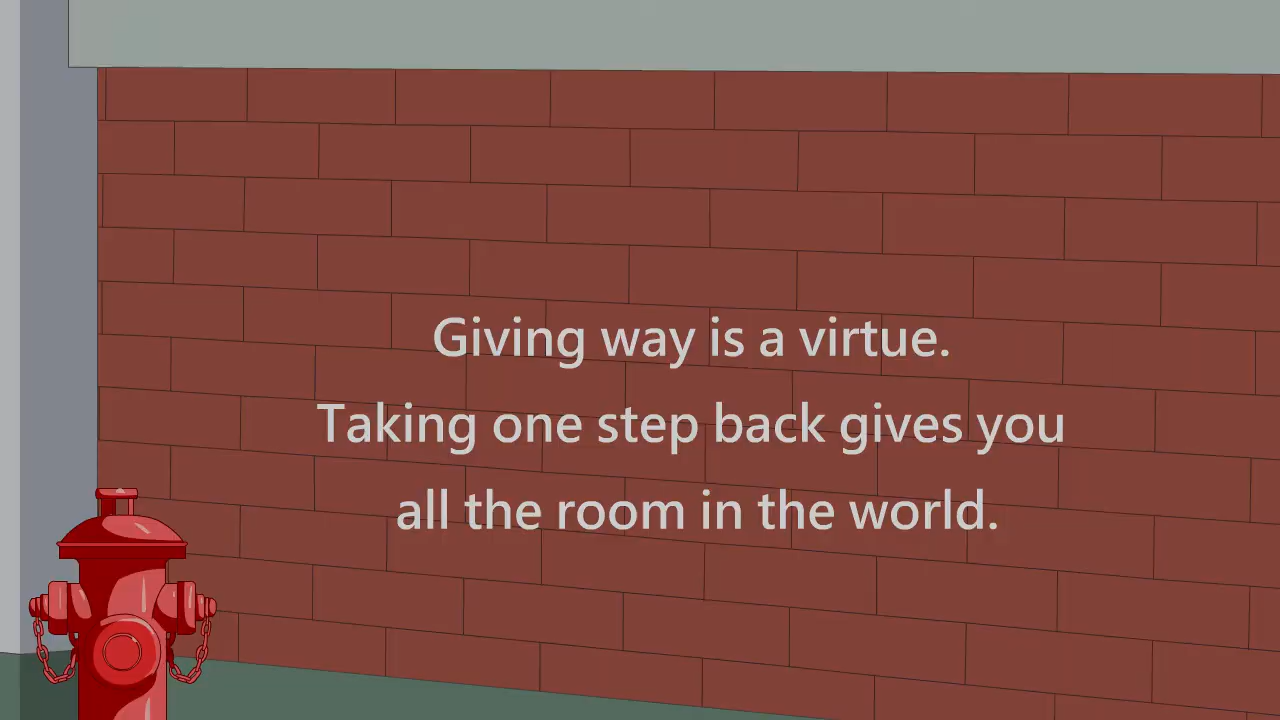 Giving way is a virtue.
Taking one step back gives you
all the room in the world.